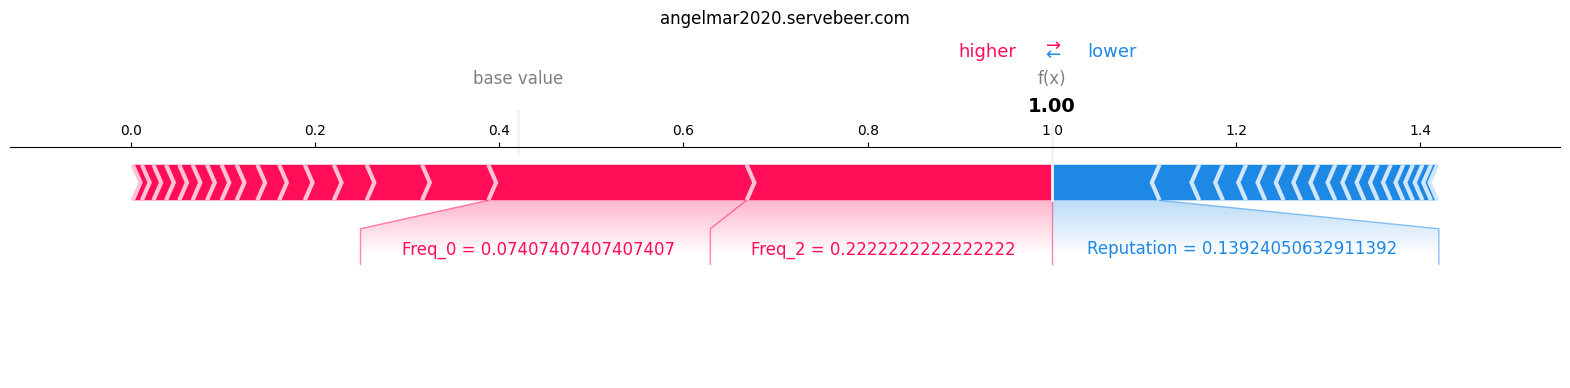 angelmar2020.servebeer.com
higher ⇄ lower
base value f(x)
1.00
0.0 0.2 0.4 0.6 0.8 1 0 1.2 1.4
Freq_0 = 0.07407407407407407 Freq_2 = 0.2222222222222222 Reputation = 0.13924050632911392